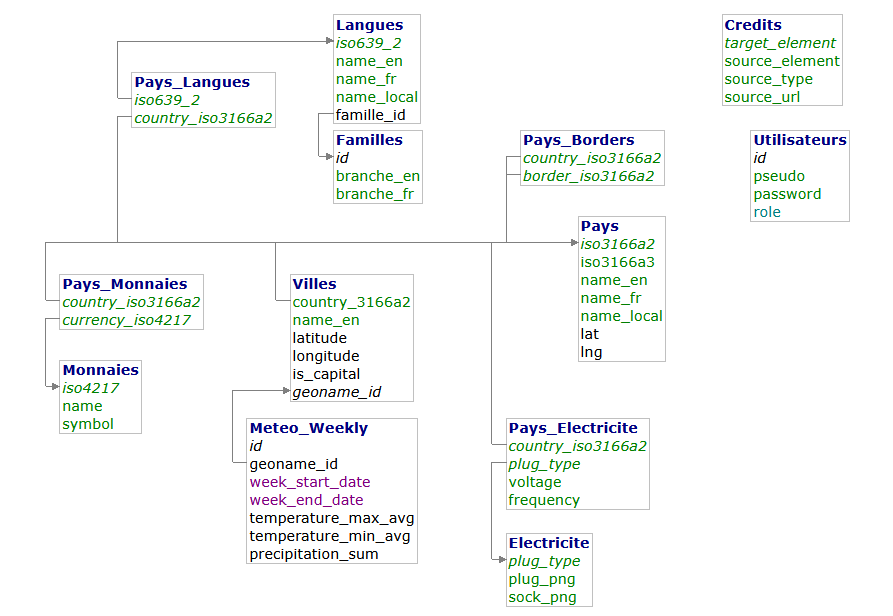 Langues
iso639_2
name_en
name_fr
name_local
famille_id
Credits
target_element
source_element
source_type
source_url
Pays_Langues
iso639_2
country_iso3166a2
Familles
id
branche_en
branche_fr
Pays_Borders
country_iso3166a2
border_iso3166a2
Utilisateurs
id
pseudo
password
role
Pays
iso3166a2
iso3166a3
name_en
name_fr
name_local
lat
lng
Pays_Monnaies
country_iso3166a2
currency_iso4217
Villes
country_3166a2
name_en
latitude
longitude
is_capital
geoname_id
Monnaies
iso4217
name
symbol
Meteo_Weekly
id
geoname_id
week_start_date
week_end_date
temperature_max_avg
temperature_min_avg
precipitation_sum
Pays_Electricite
country_iso3166a2
plug_type
voltage
frequency
Electricite
plug_type
plug_png
sock_png